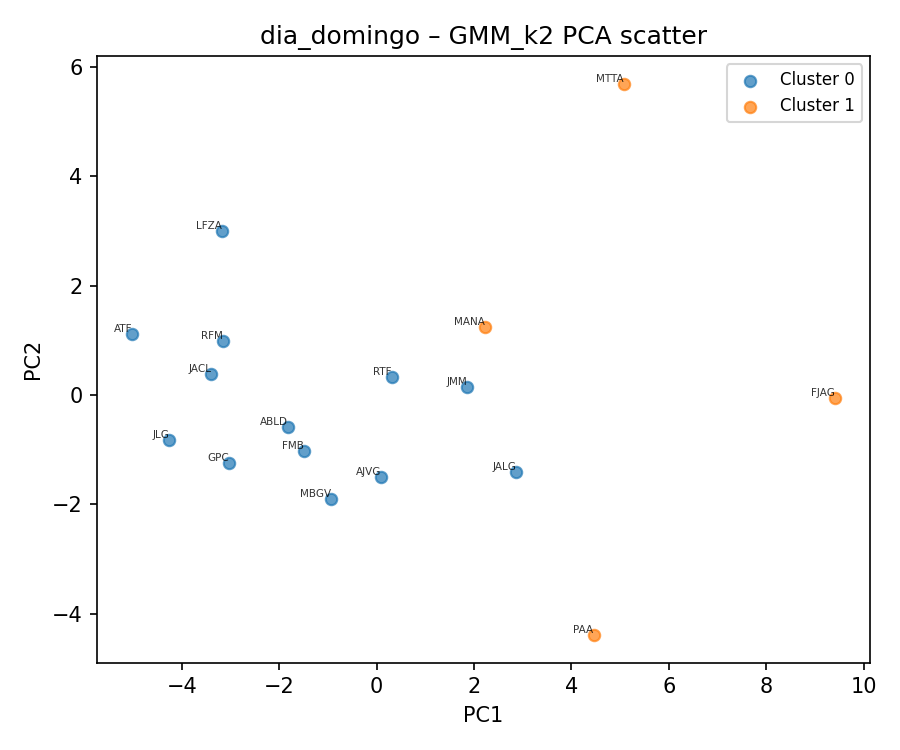 dia_domingo – GMM_k2 PCA scatter
6
MTTA
Cluster 0
Cluster 1
4
LFZA
2
ATF
RFM
MANA
JACL
RTF
JMM
PC2
0
FJAG
JLG
ABLD
FMB
GPC
AJVG
JALG
MBGV
−2
−4
PAA
−4
−2
0
2
4
6
8
10
PC1